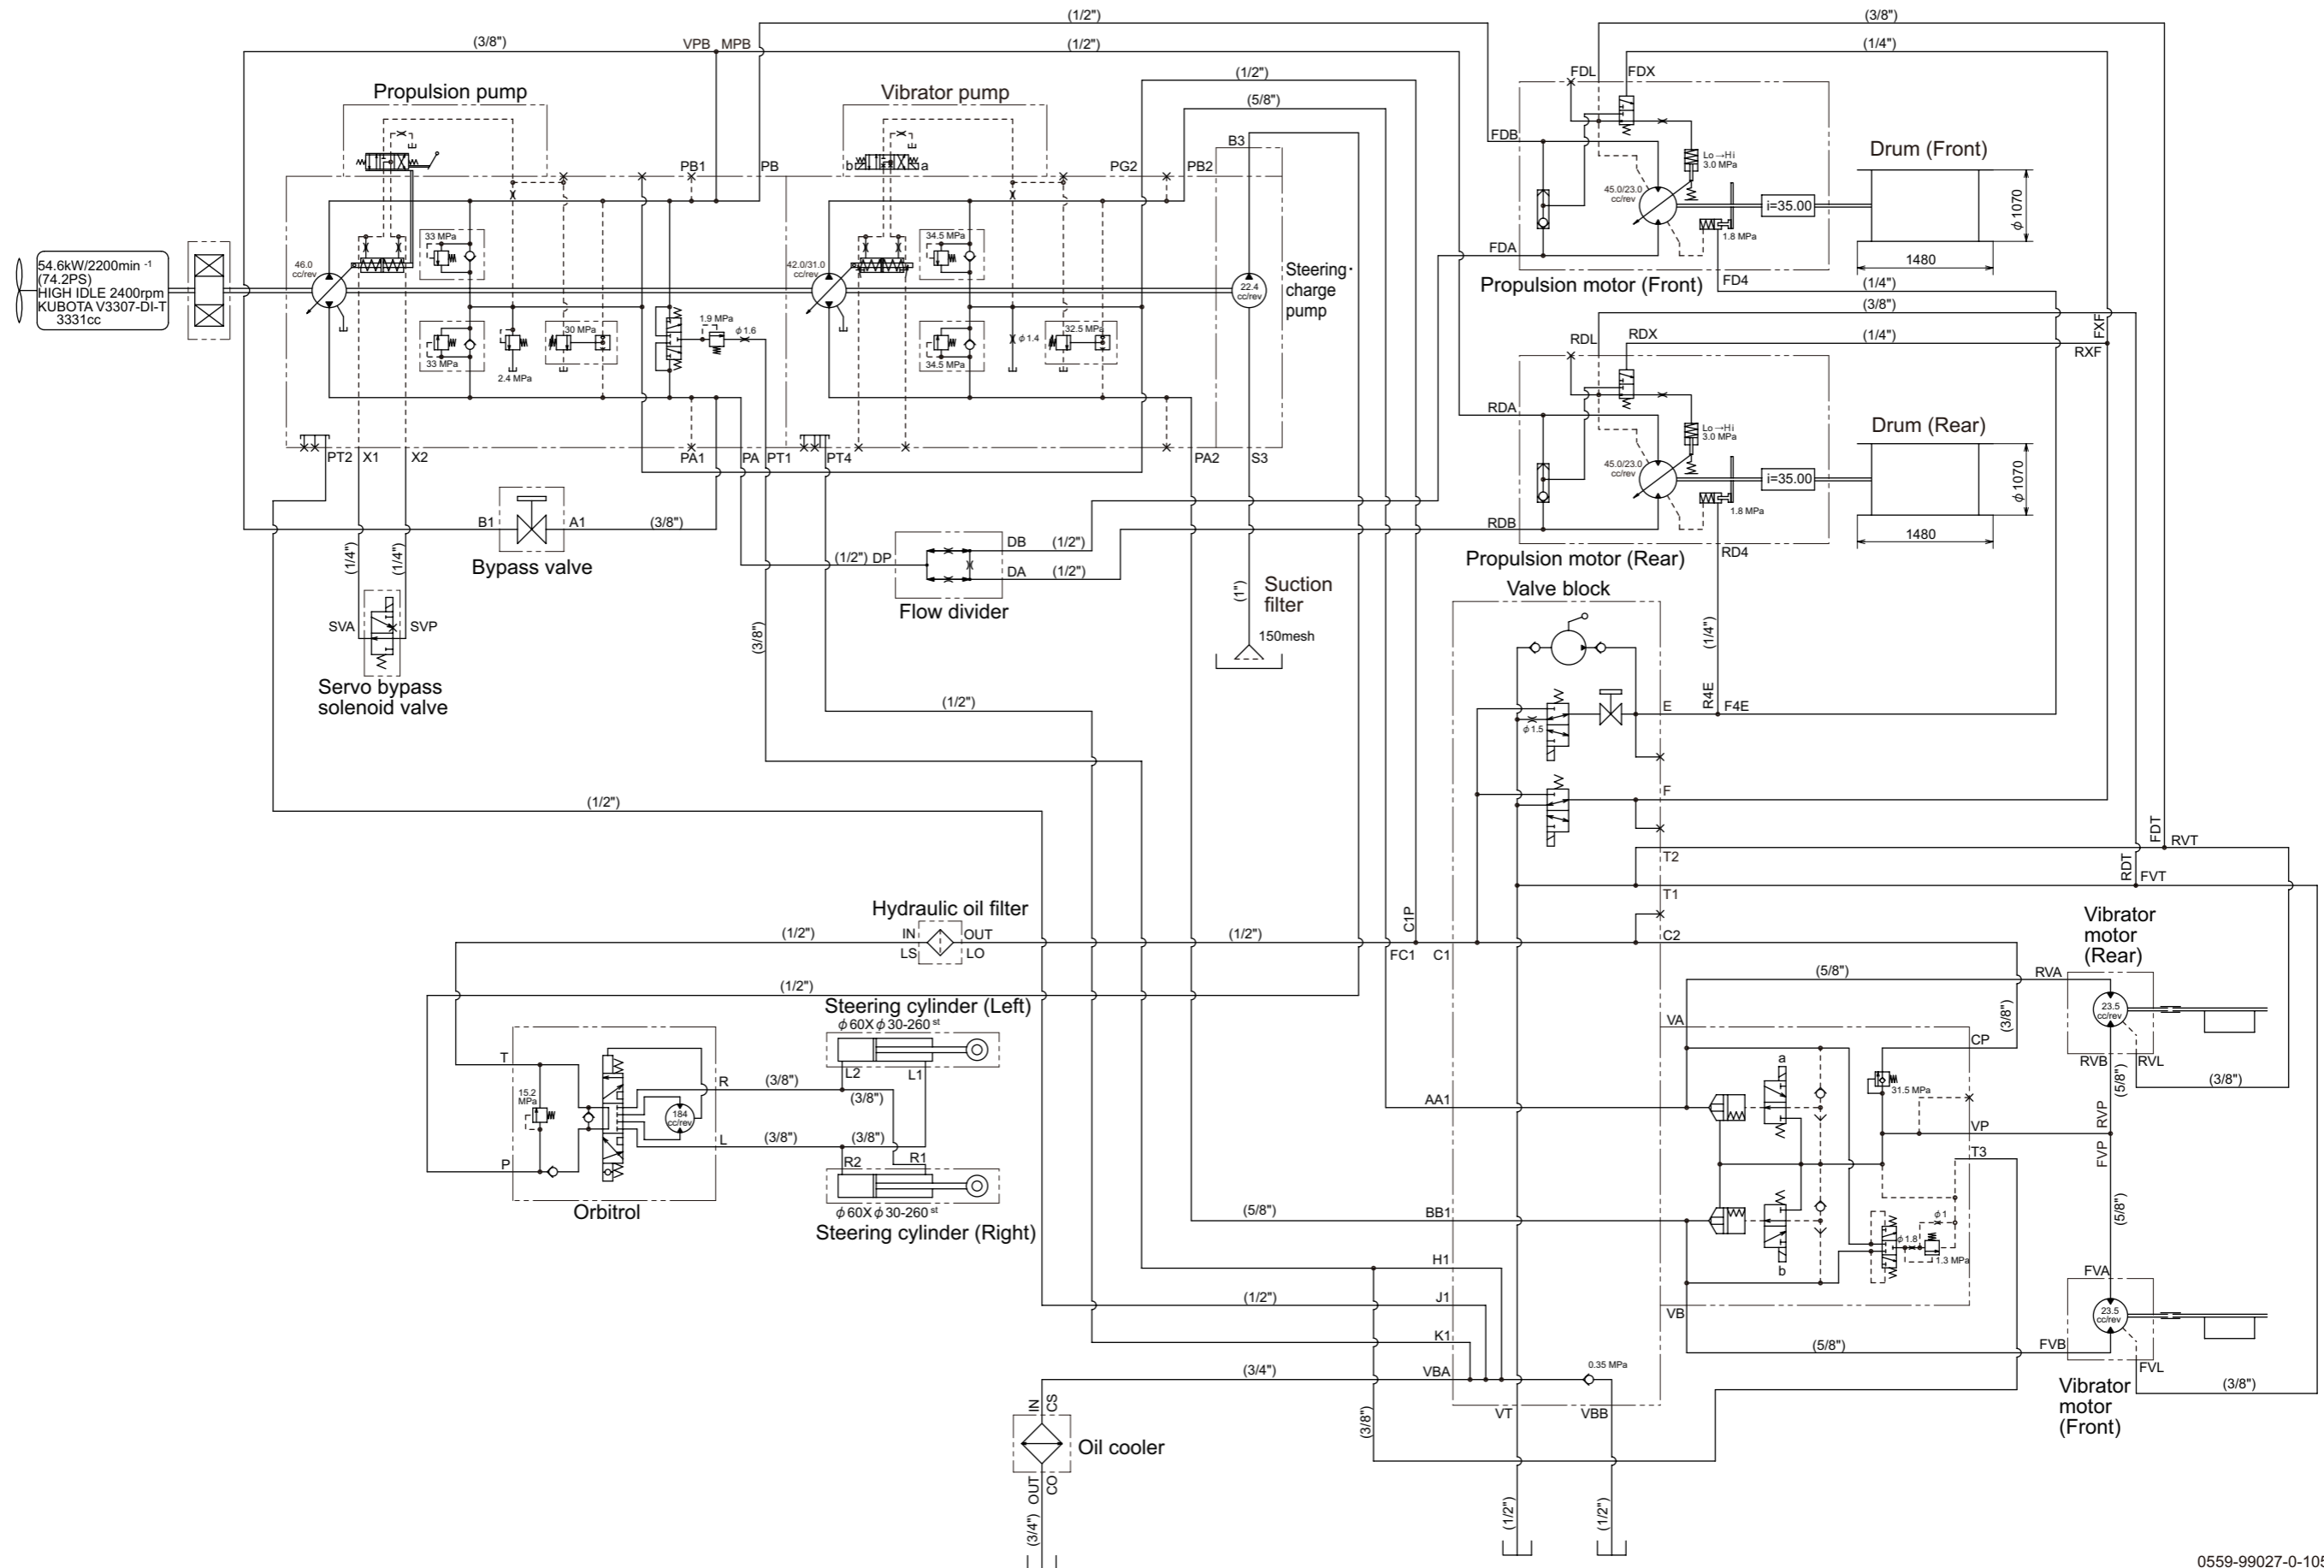 (1/2")
(3/8")
(3/8")
VPB
MPB
(1/2")
(1/4")
(1/2")
(5/8")
Propulsion pump
Vibrator pump
FDL
FDX
FDB
B3
PB1
PB
PG2
PB2
b
a
Lo→Hi
3.0 MPa
45.0/23.0
cc/rev
i=35.00
1.8 MPa
Drum (Front)
φ1070
1480
FDA
Propulsion motor (Front)
FD4
(1/4")
(3/8")
54.6kW/2200min -1
(74.2PS)
HIGH IDLE 2400rpm
KUBOTA V3307-DI-T
3331cc
46.0
cc/rev
33 MPa
33 MPa
2.4 MPa
30 MPa
1.9 MPa
φ1.6
42.0/31.0
cc/rev
34.5 MPa
34.5 MPa
φ1.4
32.5 MPa
22.4
cc/rev
Steering·
charge
pump
RDL
RDX
(1/4")
FXF
RXF
RDA
Lo→Hi
3.0 MPa
45.0/23.0
cc/rev
i=35.00
1.8 MPa
Drum (Rear)
φ1070
1480
RDB
Propulsion motor (Rear)
RD4
PT2
X1
X2
PA1
PA
PT1
PT4
PA2
S3
B1
A1
(3/8")
Bypass valve
(1/4")
(1/4")
(1/2")
DP
DB
(1/2")
DA
(1/2")
Flow divider
(1")
Suction
filter
150mesh
SVA
SVP
Servo bypass
solenoid valve
(3/8")
(1/2")
(1/2")
Valve block
(1/4")
R4E
E
F4E
φ1.5
F
T2
T1
FDT
RVT
RDT
FVT
Hydraulic oil filter
(1/2")
IN
OUT
LS
LO
(1/2")
C1P
FC1
C1
C2
(1/2")
Vibrator
motor
(Rear)
(5/8")
RVA
23.5
cc/rev
RVB
RVL
(5/8")
(3/8")
(3/8")
Steering cylinder (Left)
φ60Xφ30-260st
L2
L1
T
15.2
MPa
P
184
cc/rev
R
(3/8")
(3/8")
L
(3/8")
(3/8")
R2
R1
φ60Xφ30-260st
Steering cylinder (Right)
Orbitrol
VA
CP
a
31.5 MPa
AA1
VP
T3
RVP
FVP
(5/8")
(5/8")
BB1
φ1
φ1.8
1.3 MPa
b
VB
H1
(1/2")
J1
K1
FVA
23.5
cc/rev
(5/8")
FVB
FVL
(3/8")
Vibrator
motor
(Front)
(3/4")
VBA
0.35 MPa
VT
VBB
(3/8")
IN
CS
Oil cooler
OUT
CO
(3/4")
(1/2")
(1/2")
0559-99027-0-105